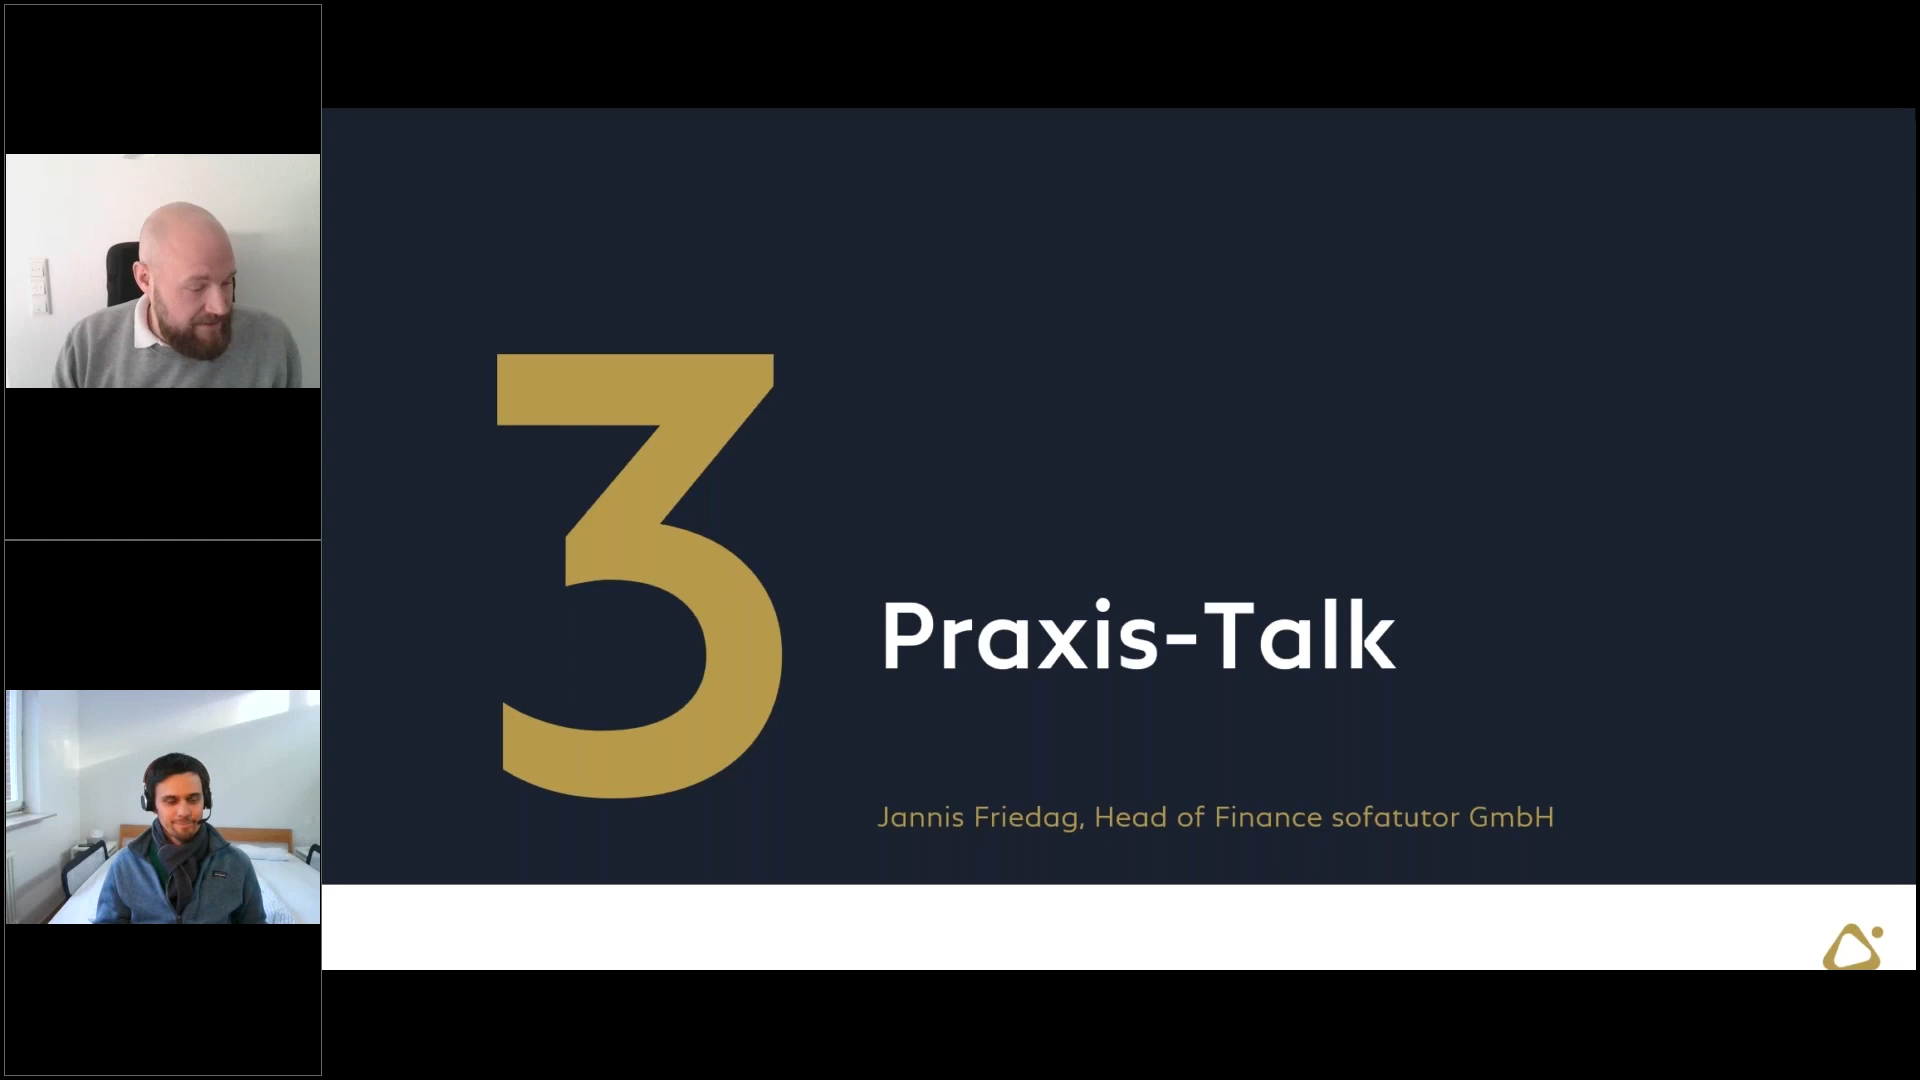 3
Praxis-Talk
Jannis Friedag, Head of Finance sofatutor GmbH